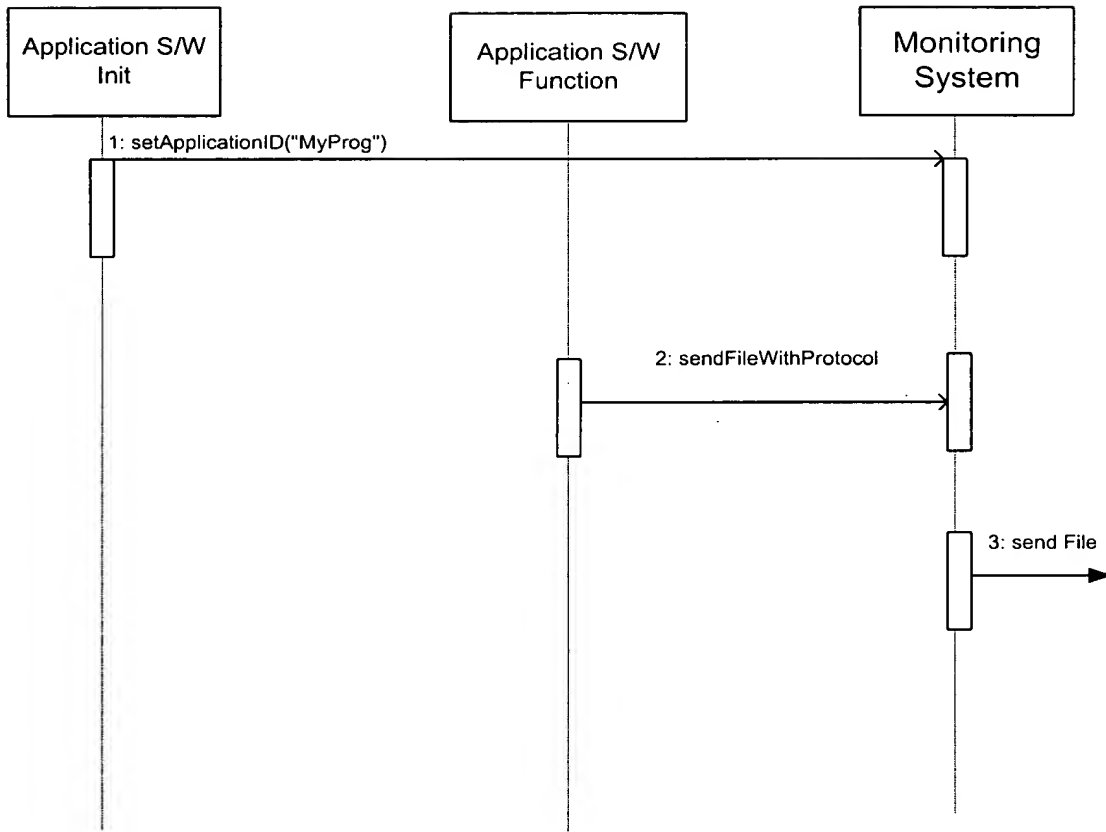 Application S/W
Init
Application S/W
Function
Monitoring
System
1: setApplicationID("MyProg")
2: sendFileWithProtocol
3: send File